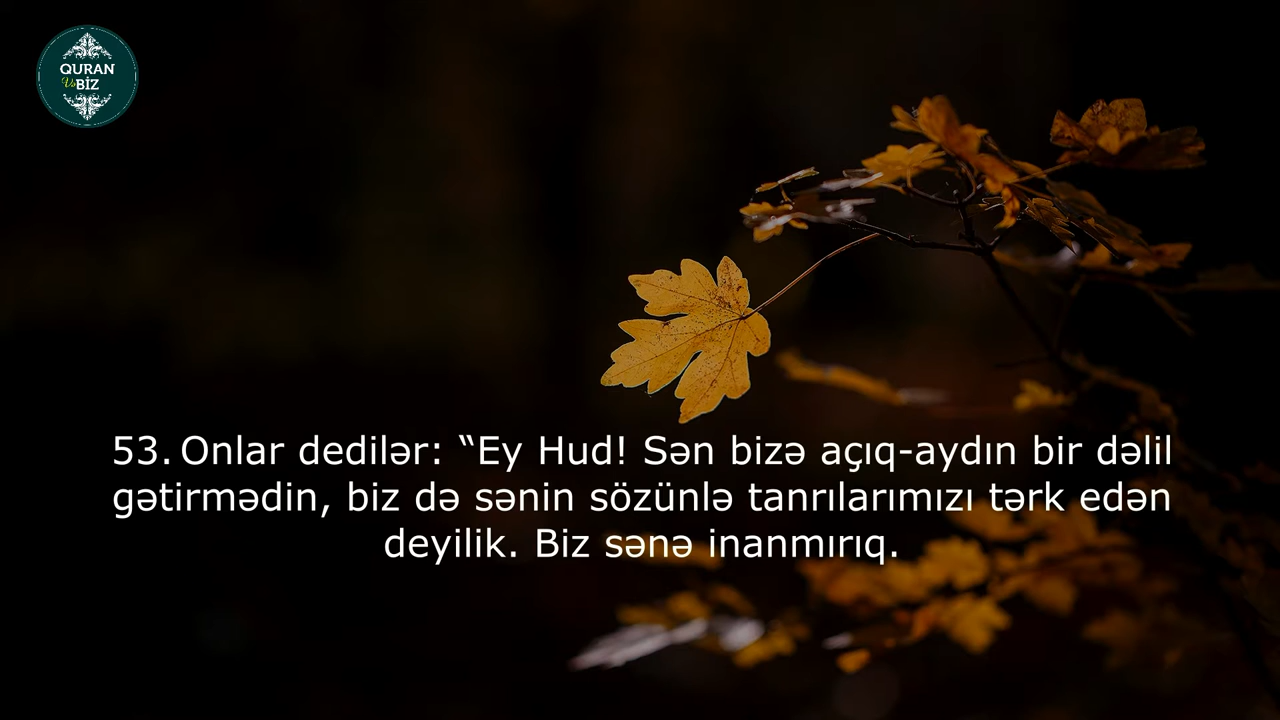 QURAN
Və BİZ
53. Onlar dedilər: “Ey Hud! Sən bizə açıq-aydın bir dəlil
gətirmədin, biz də sənin sözünlə tanrılarımızı tərk edən
deyilik. Biz sənə inanmırıq.